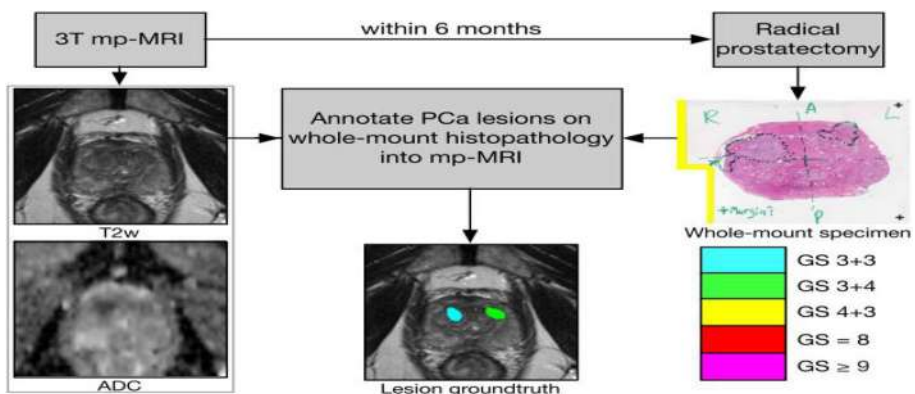 3T mp-MRI
within 6 months
Radical
prostatectomy
Annotate PCa lesions on
whole-mount histopathology
into mp-MRI
R
A
L
+Margin?
P
T2w
Whole-mount specimen
GS 3+3
GS 3+4
GS 4+3
GS = 8
GS ≥ 9
ADC
Lesion groundtruth